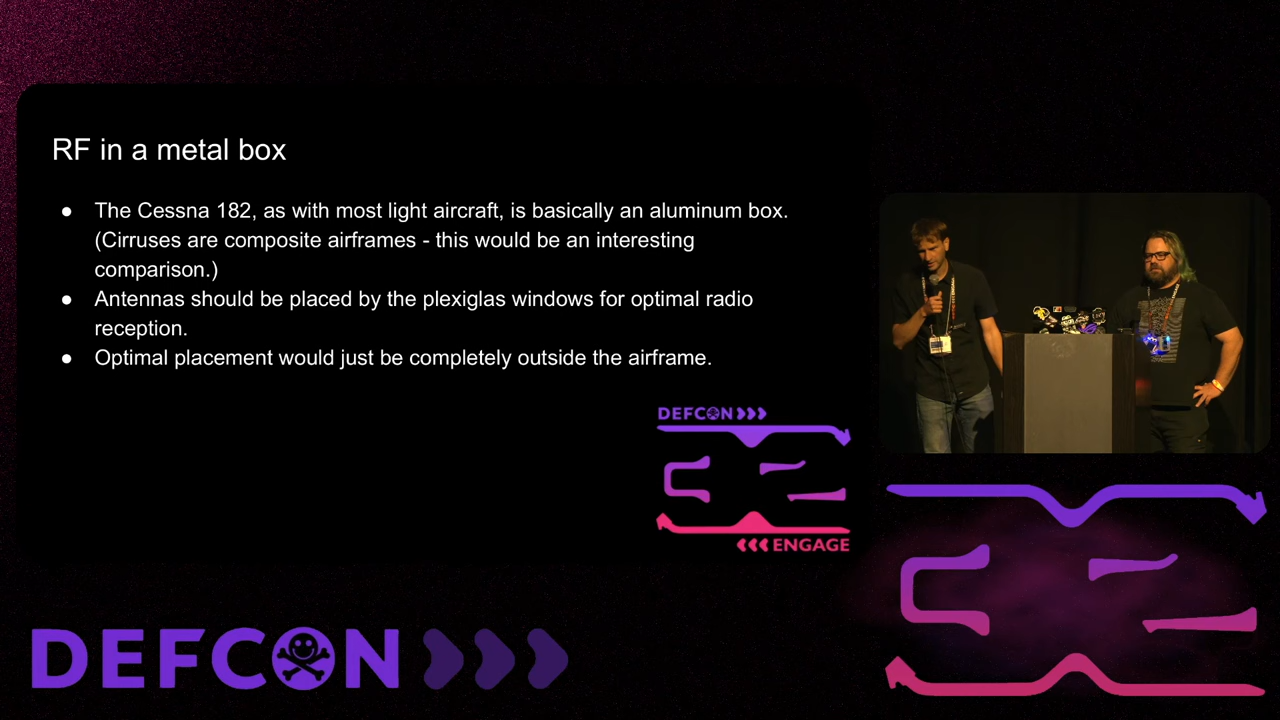 RF in a metal box
● The Cessna 182, as with most light aircraft, is basically an aluminum box.
(Cirruses are composite airframes - this would be an interesting
comparison.)
● Antennas should be placed by the plexiglas windows for optimal radio
reception.
● Optimal placement would just be completely outside the airframe.
DEFCON
ENGAGE
DEFCON